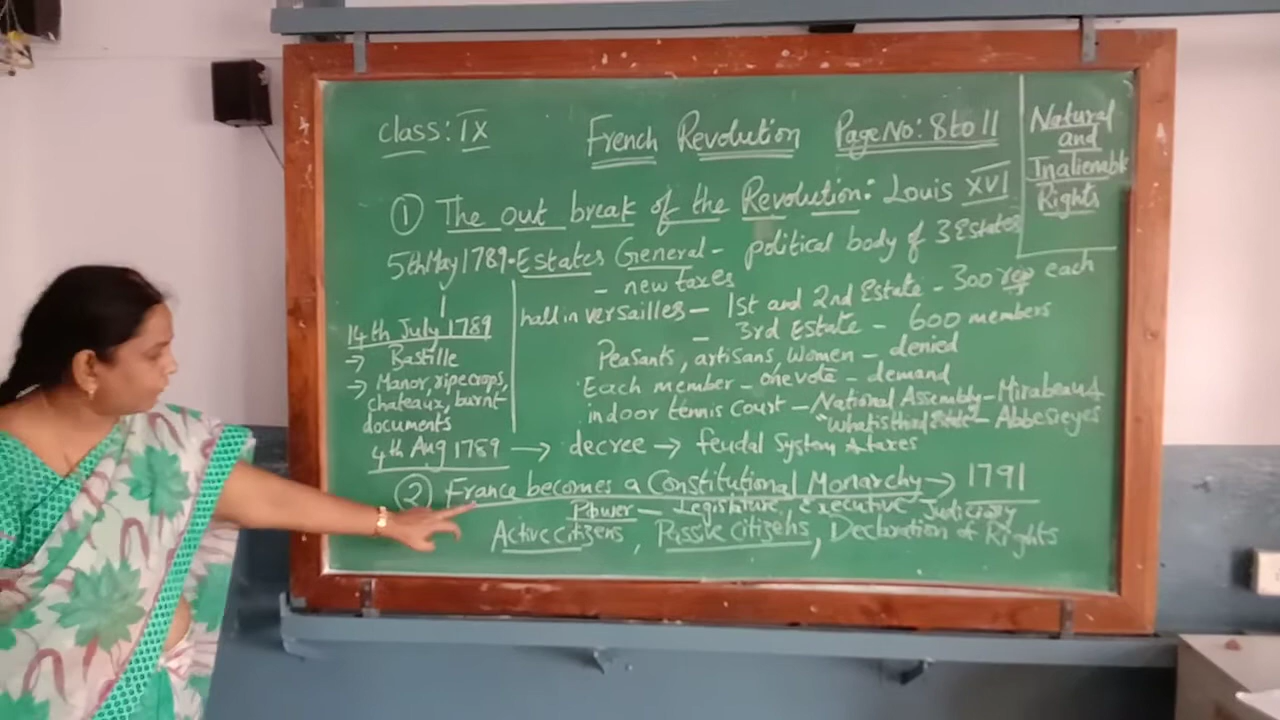 class: IX
French Revolution Page No: 8 to 11
Natural
and
Inalienable
Rights
① The out break of the Revolution: Louis XVI
5th May 1789. Estates General - political body of 3 Estates
- new taxes
hall in versailles - 1st and 2nd Estate - 300 rep each
- 3rd Estate - 600 members
Peasants, artisans, women - denied
Each member - one vote - demand
indoor tennis court - National Assembly - Mirabeau
"What is third Estate" - Abbesieyes
14th July 1789
→ Bastille
→ Manor, ripe crops,
chateaux, burnt
documents
4th Aug 1789 → decree → feudal system & taxes
② France becomes a Constitutional Monarchy → 1791
Power - Legislature, Executive Judiciary
Active citizens, Passive citizens, Declaration of Rights